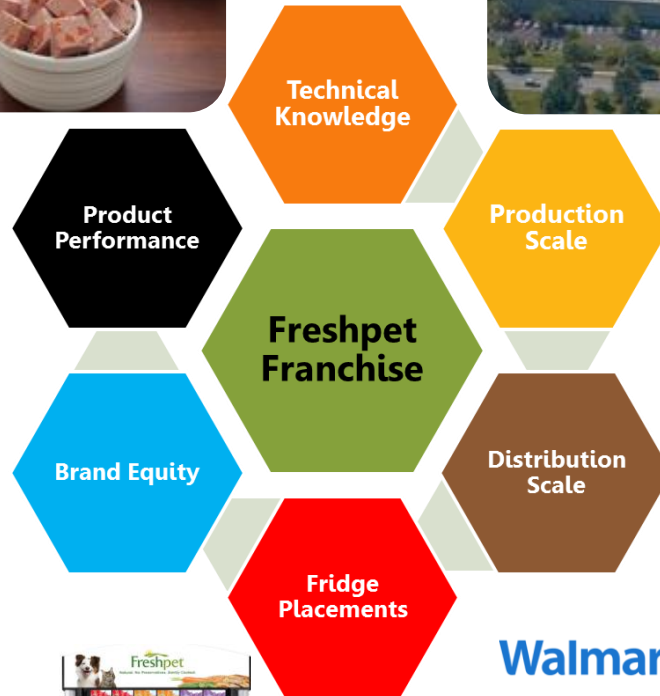 Technical
Knowledge
Product
Performance
Production
Scale
Freshpet
Franchise
Brand Equity
Distribution
Scale
Fridge
Placements
Freshpet
Walmar